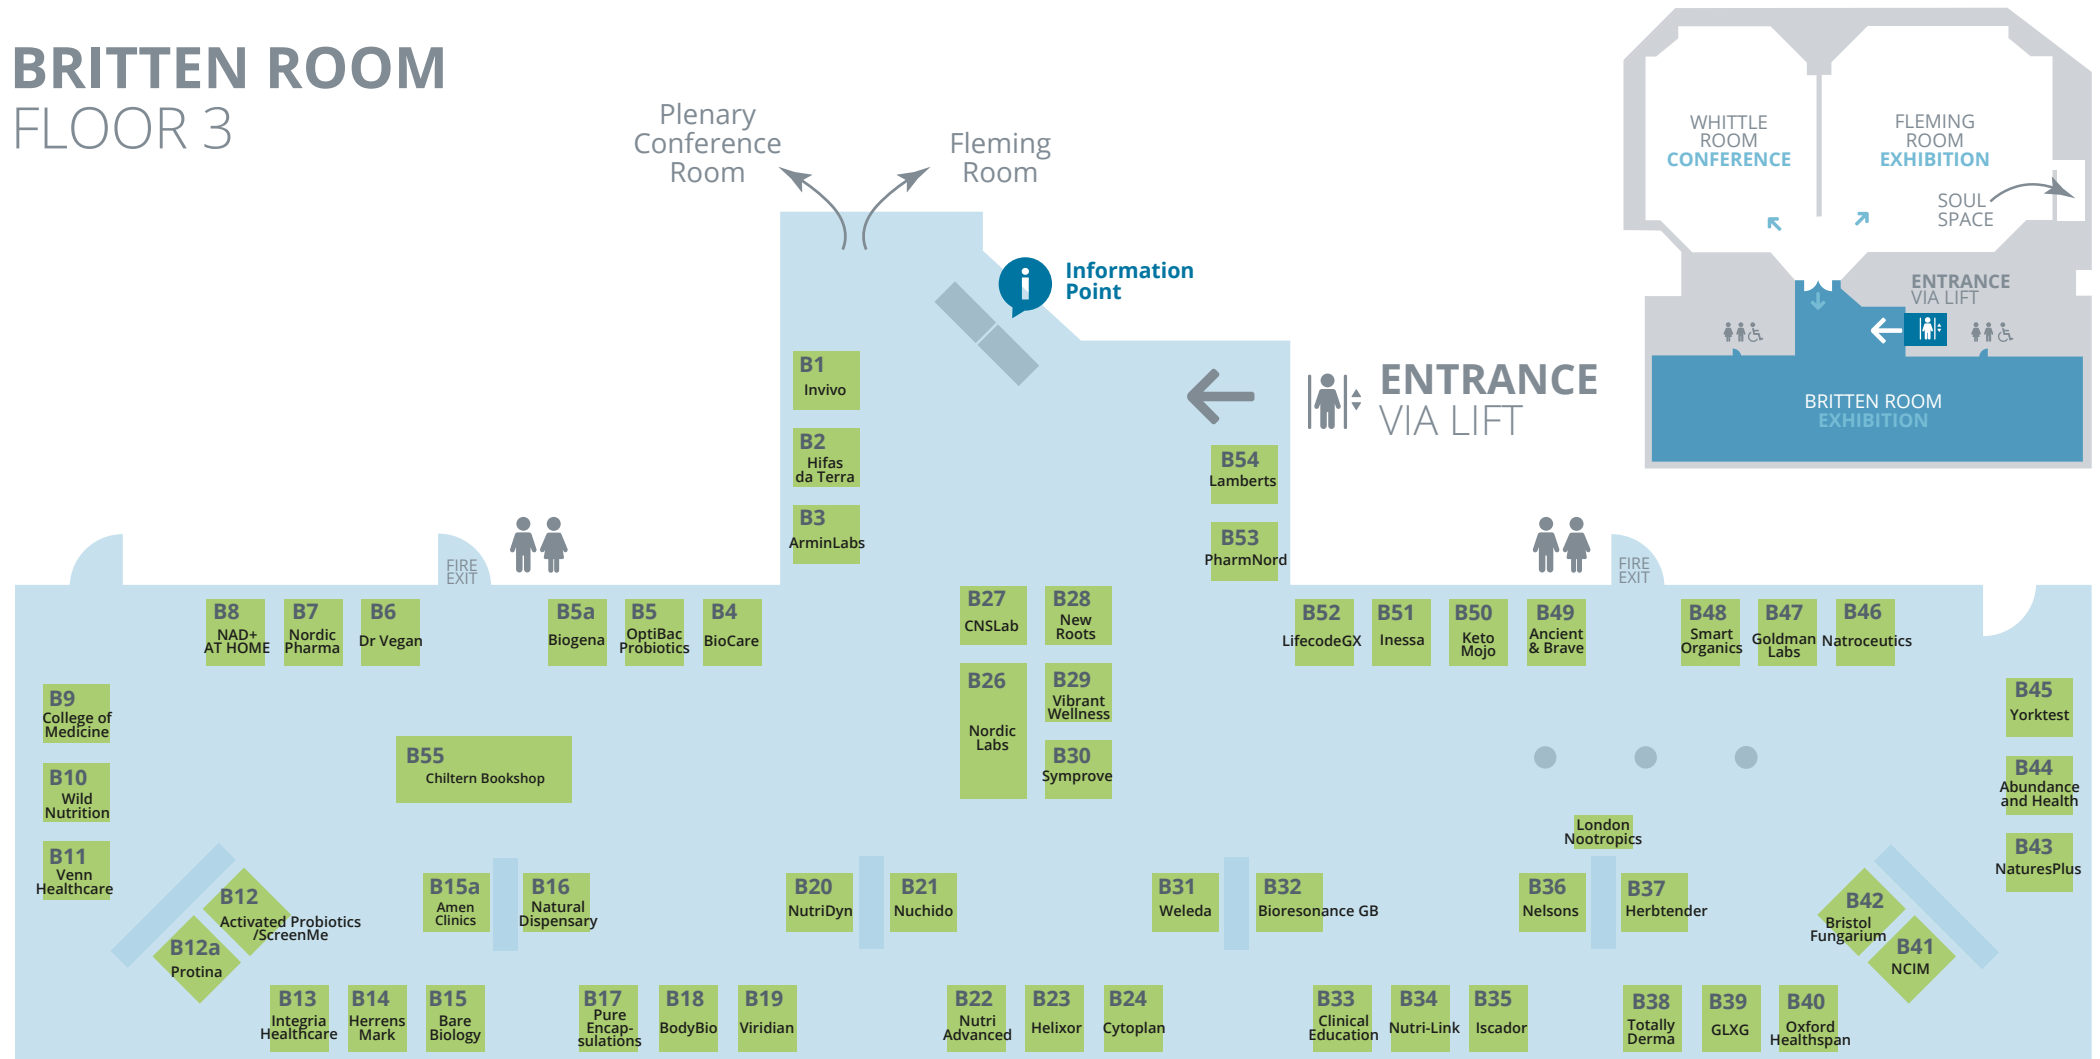 BRITTEN ROOM
FLOOR 3
Plenary
Conference
Room
Fleming
Room
Information
Point
ENTRANCE
VIA LIFT
WHITTLE
ROOM
CONFERENCE
FLEMING
ROOM
EXHIBITION
SOUL
SPACE
ENTRANCE
VIA LIFT
BRITTEN ROOM
EXHIBITION
B1
Invivo
B2
Hifas
da Terra
B3
ArminLabs
B54
Lamberts
B53
PharmNord
FIRE
EXIT
FIRE
EXIT
B8
NAD+
AT HOME
B7
Nordic
Pharma
B6
Dr Vegan
B5a
Biogena
B5
OptiBac
Probiotics
B4
BioCare
B27
CNSLab
B28
New
Roots
B52
LifecodeGX
B51
Inessa
B50
Keto
Mojo
B49
Ancient
& Brave
B48
Smart
Organics
B47
Goldman
Labs
B46
Natroceutics
B9
College of
Medicine
B10
Wild
Nutrition
B11
Venn
Healthcare
B55
Chiltern Bookshop
B26
Nordic
Labs
B29
Vibrant
Wellness
B30
Symprove
B45
Yorktest
B44
Abundance
and Health
B43
NaturesPlus
London
Nootropics
B12
Activated Probiotics
/ScreenMe
B12a
Protina
B15a
Amen
Clinics
B16
Natural
Dispensary
B20
NutriDyn
B21
Nuchido
B31
Weleda
B32
Bioresonance GB
B36
Nelsons
B37
Herbtender
B42
Bristol
Fungarium
B41
NCIM
B13
Integria
Healthcare
B14
Herrens
Mark
B15
Bare
Biology
B17
Pure
Encap-
sulations
B18
BodyBio
B19
Viridian
B22
Nutri
Advanced
B23
Helixor
B24
Cytoplan
B33
Clinical
Education
B34
Nutri-Link
B35
Iscador
B38
Totally
Derma
B39
GLXG
B40
Oxford
Healthspan